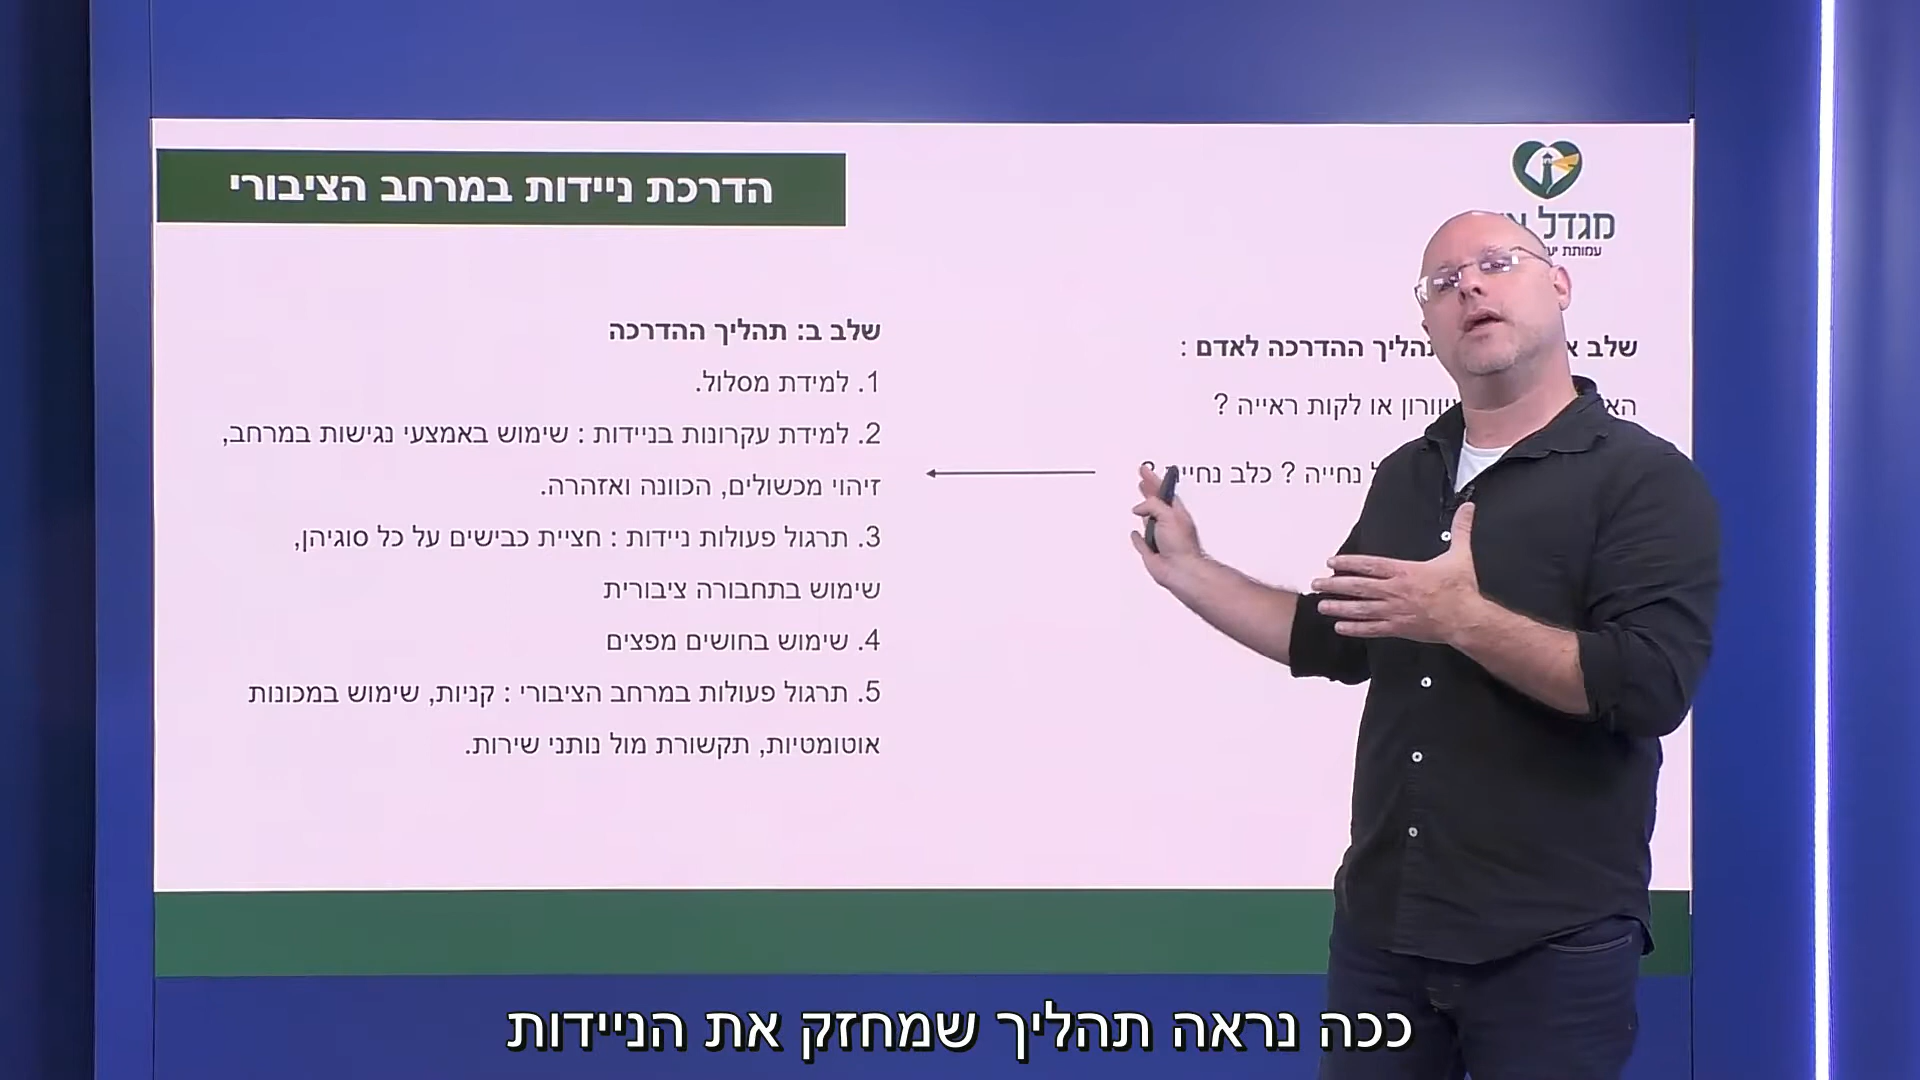 הדרכת ניידות במרחב הציבורי
מגדל
עמותת
שלב א תהליך ההדרכה לאדם :
עיוורון או לקות ראייה ?
נחייה ? כלב נחייה ?
שלב ב: תהליך ההדרכה
1. למידת מסלול.
2. למידת עקרונות בניידות : שימוש באמצעי נגישות במרחב,
זיהוי מכשולים, הכוונה ואזהרה.
3. תרגול פעולות ניידות : חציית כבישים על כל סוגיהן,
שימוש בתחבורה ציבורית
4. שימוש בחושים מפצים
5. תרגול פעולות במרחב הציבורי : קניות, שימוש במכונות
אוטומטיות, תקשורת מול נותני שירות.
ככה נראה תהליך שמחזק את הניידות